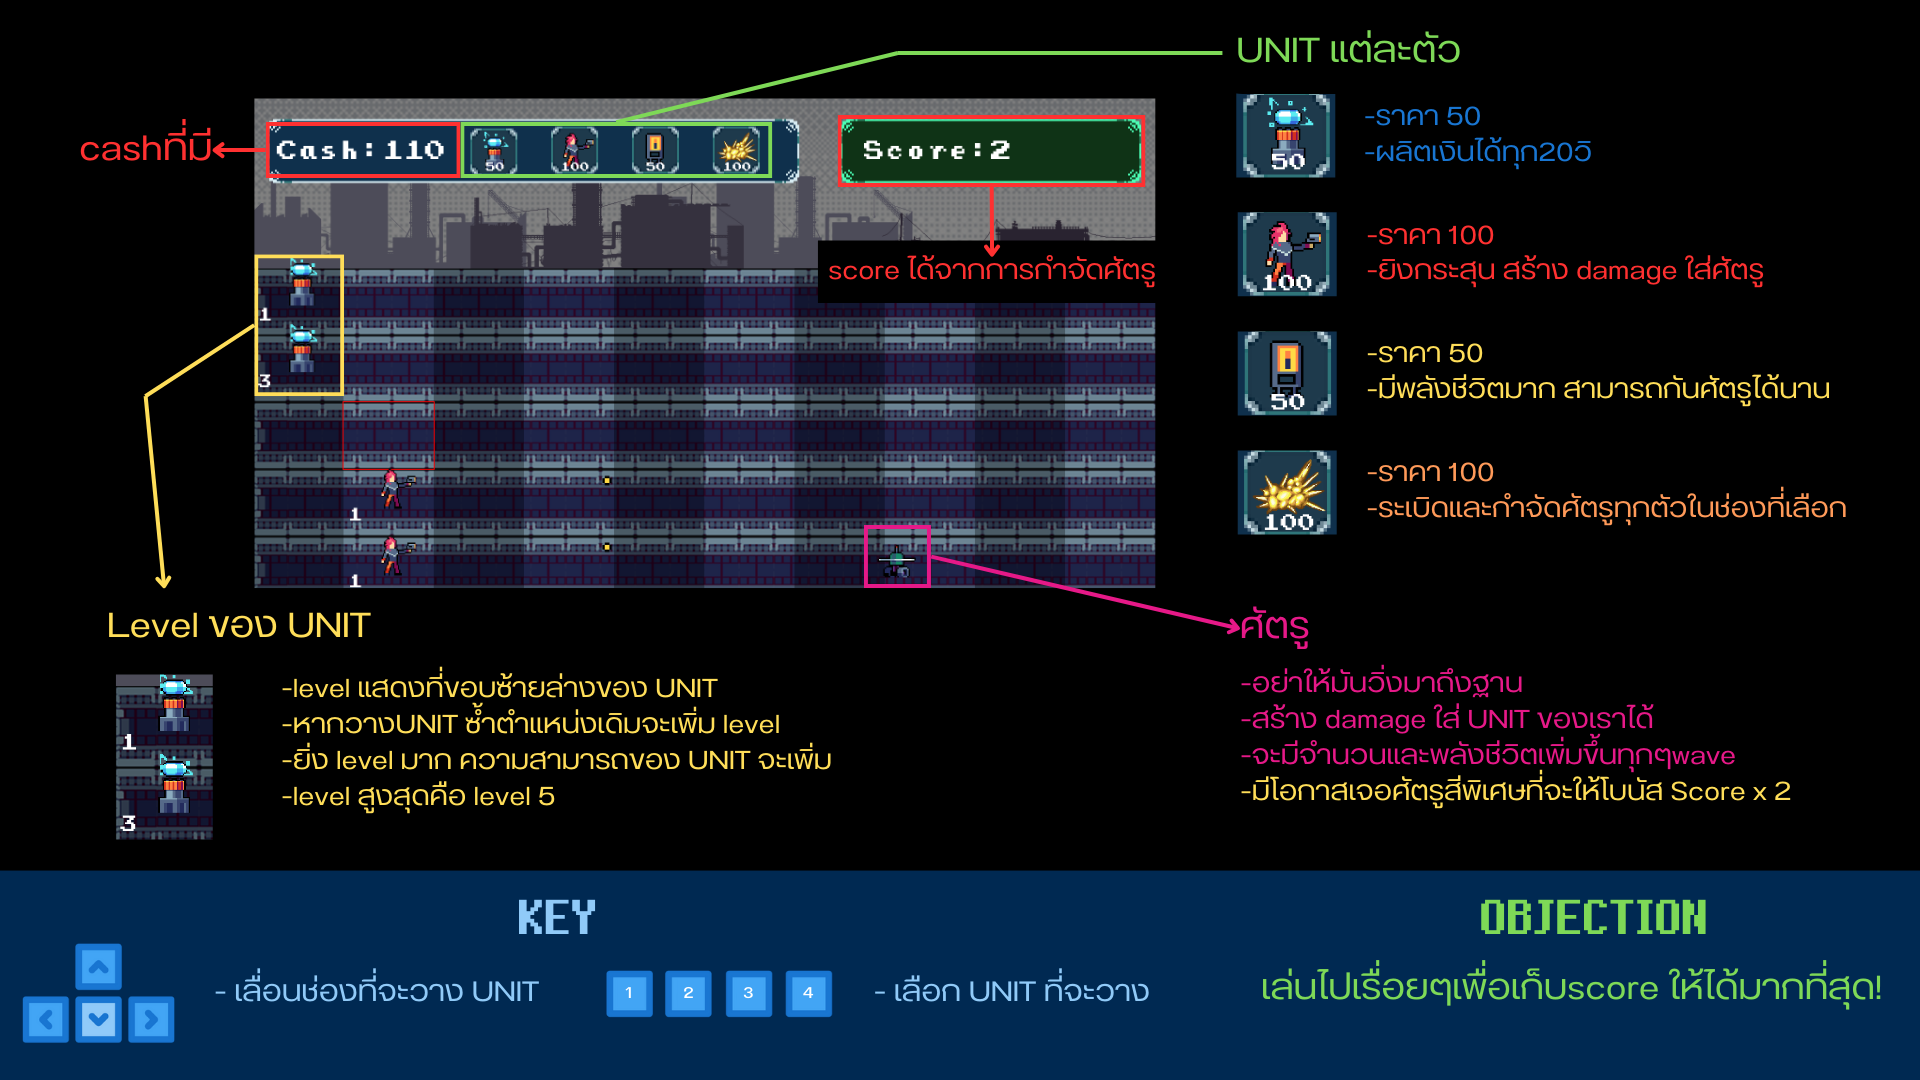 UNIT แต่ละตัว
cashที่มี
Cash:110
50
100
50
100
Score:2
score ได้จากการกำจัดศัตรู
50
-ราคา 50
-ผลิตเงินได้ทุก20วิ
100
-ราคา 100
-ยิงกระสุน สร้าง damage ใส่ศัตรู
50
-ราคา 50
-มีพลังชีวิตมาก สามารถกันศัตรูได้นาน
100
-ราคา 100
-ระเบิดและกำจัดศัตรูทุกตัวในช่องที่เลือก
1
3
1
1
Level ของ UNIT
1
3
-level แสดงที่ขอบซ้ายล่างของ UNIT
-หากวางUNIT ซ้ำตำแหน่งเดิมจะเพิ่ม level
-ยิ่ง level มาก ความสามารถของ UNIT จะเพิ่ม
-level สูงสุดคือ level 5
ศัตรู
-อย่าให้มันวิ่งมาถึงฐาน
-สร้าง damage ใส่ UNIT ของเราได้
-จะมีจำนวนและพลังชีวิตเพิ่มขึ้นทุกๆwave
-มีโอกาสเจอศัตรูสีพิเศษที่จะให้โบนัส Score x 2
KEY
- เลื่อนช่องที่จะวาง UNIT
1
2
3
4
- เลือก UNIT ที่จะวาง
OBJECTION
เล่นไปเรื่อยๆเพื่อเก็บscore ให้ได้มากที่สุด!